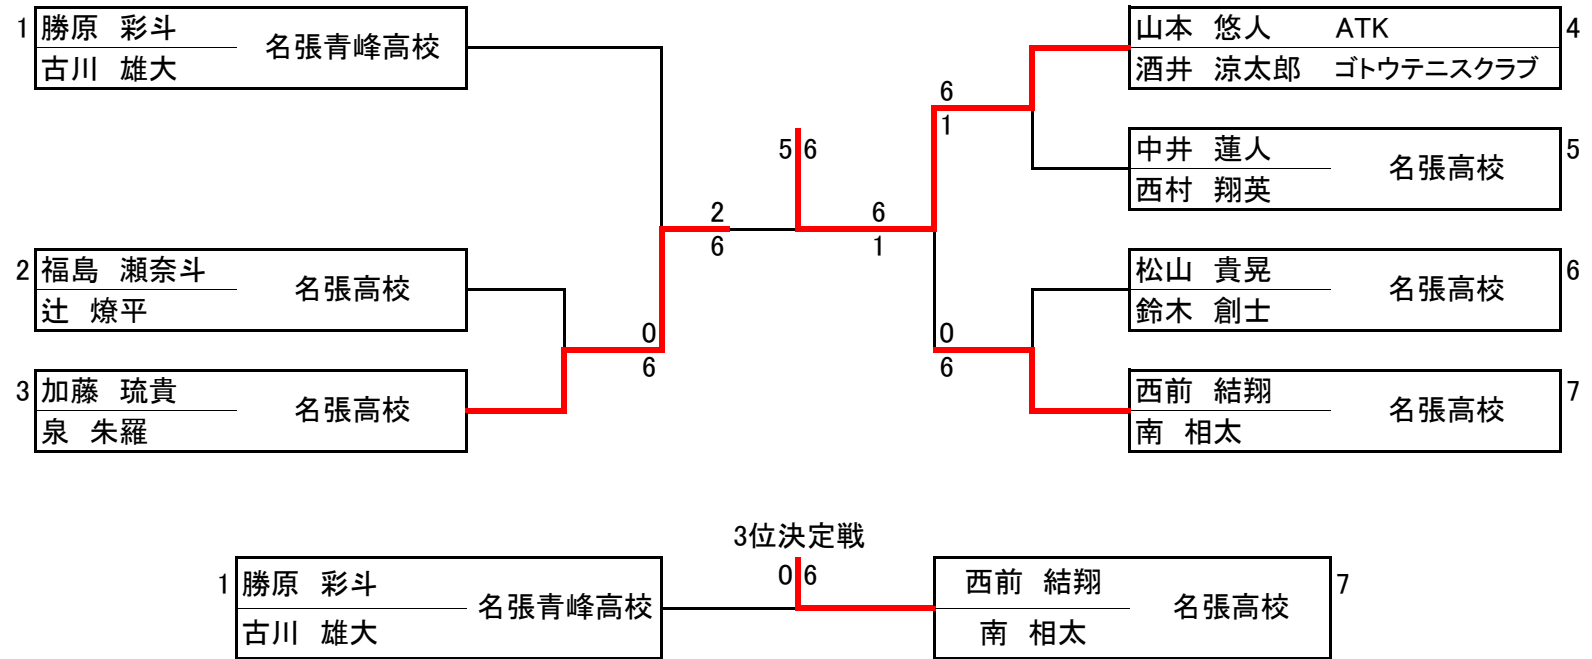 1 勝原 彩斗 名張青峰高校
古川 雄大
2 福島 瀬奈斗 名張高校
辻 燎平
3 加藤 琉貴 名張高校
泉 朱羅
0
6
2
6
5 6
6
1
6
1
0
6
山本 悠人 ATK 4
酒井 涼太郎 ゴトウテニスクラブ
中井 蓮人 名張高校 5
西村 翔英
松山 貴晃 名張高校 6
鈴木 創士
西前 結翔 名張高校 7
南 相太
3位決定戦
1 勝原 彩斗 名張青峰高校
古川 雄大
0 6
西前 結翔 名張高校 7
南 相太